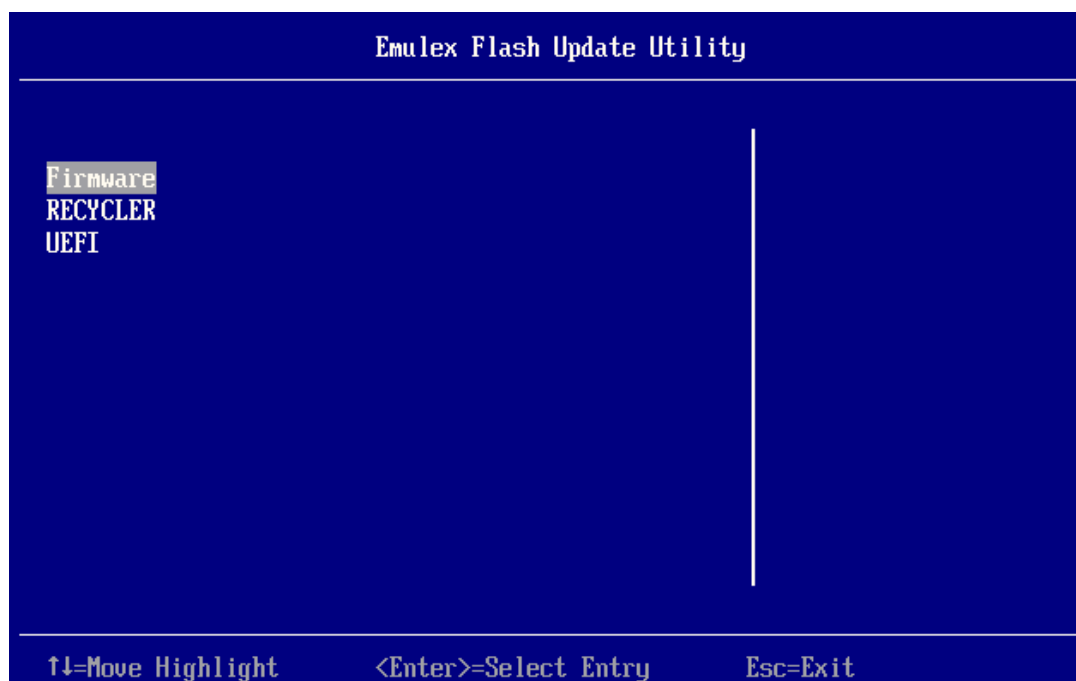 Emulex Flash Update Utility
Firmware
RECYCLER
UEFI
↑↓=Move Highlight <Enter>=Select Entry Esc=Exit